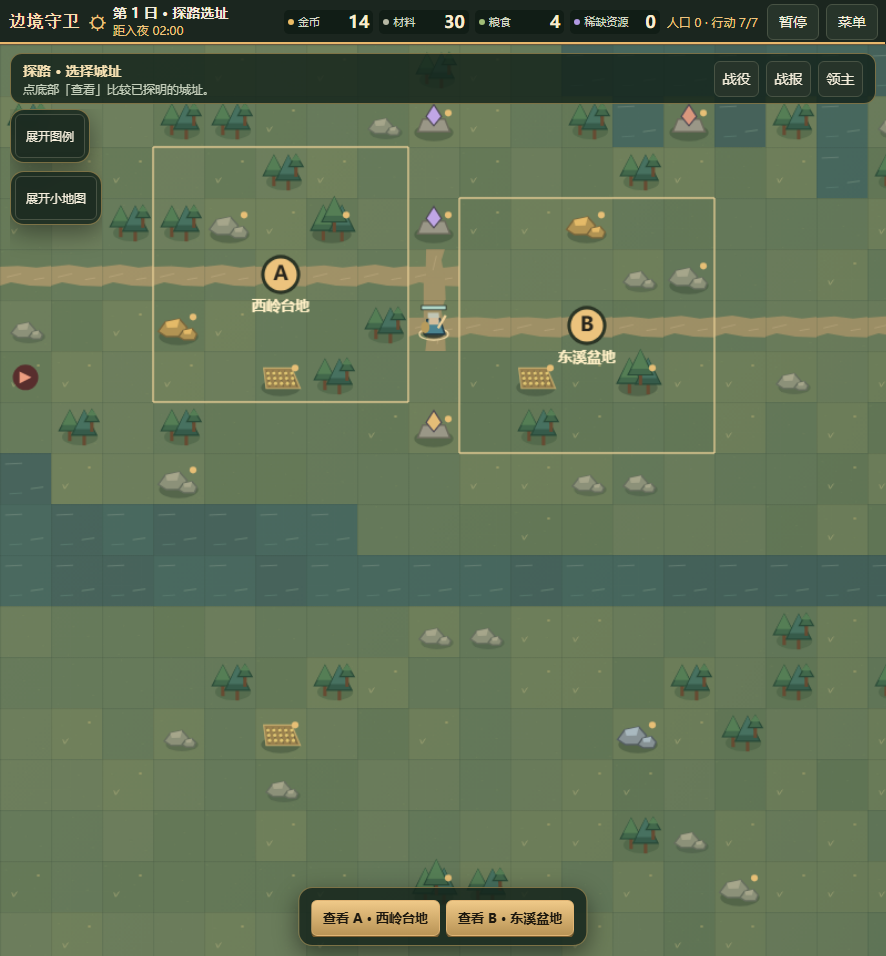 边境守卫
第 1 日 • 探路选址
距入夜 02:00
金币 14
材料 30
粮食 4
稀缺资源 0
人口 0 · 行动 7/7
暂停
菜单
探路 • 选择城址
点底部「查看」比较已探明的城址。
战役
战报
领主
展开图例
展开小地图
A
西岭台地
B
东溪盆地
查看 A • 西岭台地
查看 B • 东溪盆地